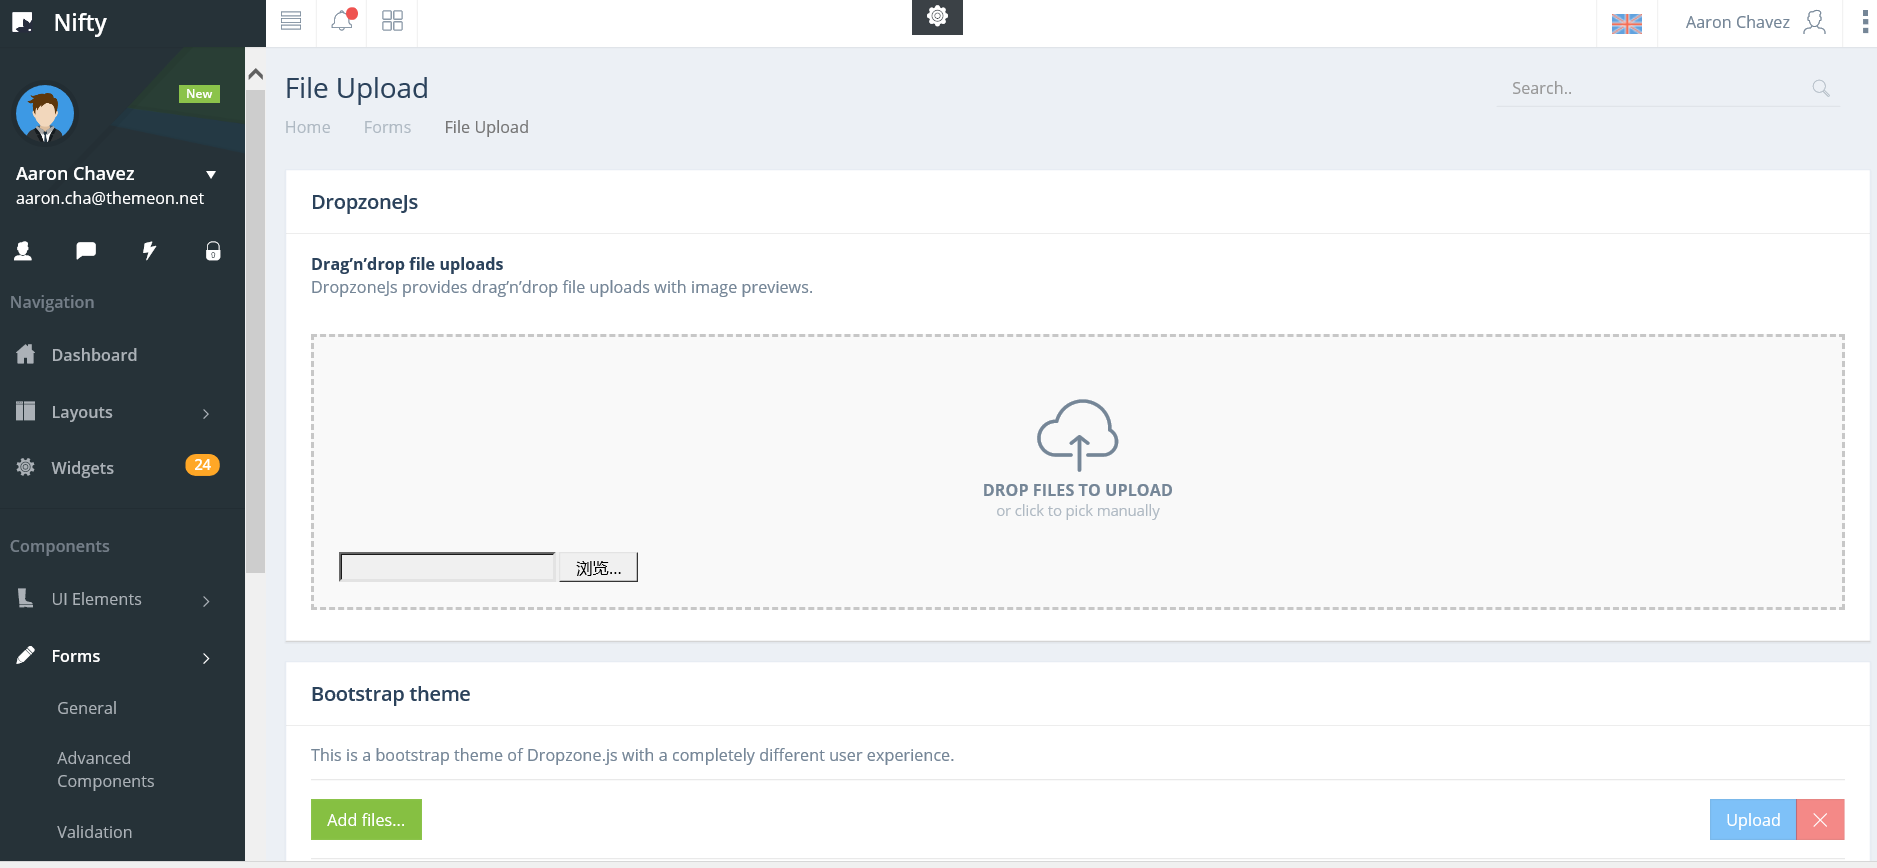 Nifty
Aaron Chavez
New
Aaron Chavez
aaron.cha@themeon.net
Navigation
Dashboard
Layouts
Widgets
24
Components
UI Elements
Forms
General
Advanced
Components
Validation
File Upload
Search..
Home Forms File Upload
DropzoneJs
Drag’n’drop file uploads
DropzoneJs provides drag’n’drop file uploads with image previews.
DROP FILES TO UPLOAD
or click to pick manually
浏览...
Bootstrap theme
This is a bootstrap theme of Dropzone.js with a completely different user experience.
Add files...
Upload